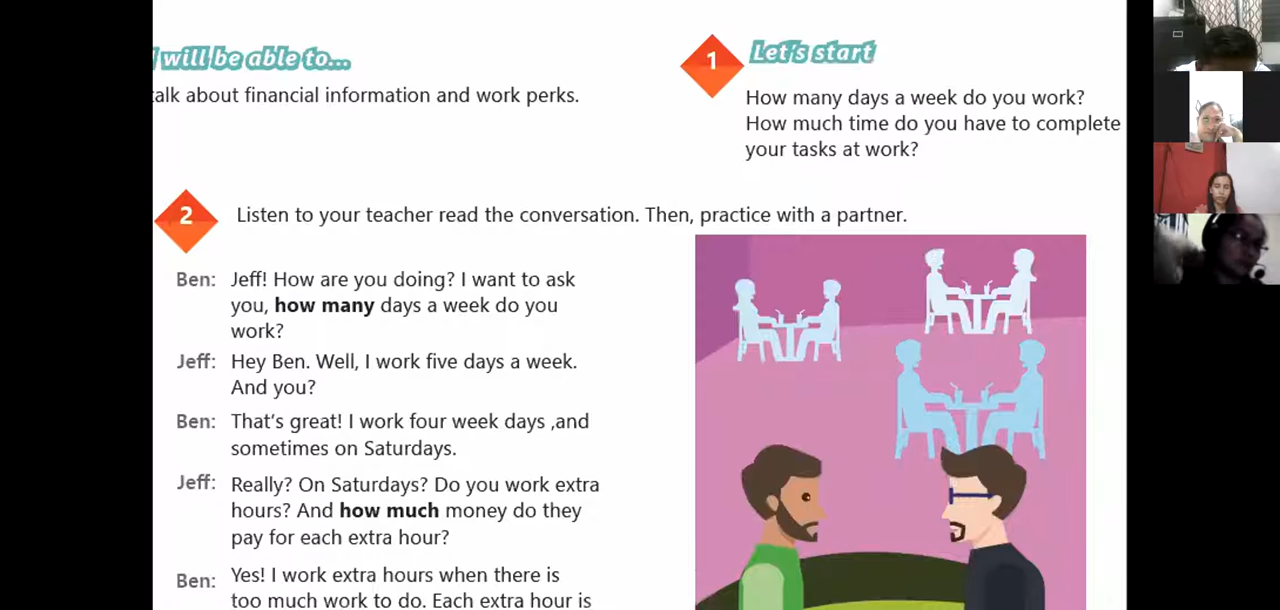 I will be able to...
talk about financial information and work perks.
1
Let's start
How many days a week do you work?
How much time do you have to complete
your tasks at work?
2
Listen to your teacher read the conversation. Then, practice with a partner.
Ben: Jeff! How are you doing? I want to ask
you, how many days a week do you
work?
Jeff: Hey Ben. Well, I work five days a week.
And you?
Ben: That's great! I work four week days ,and
sometimes on Saturdays.
Jeff: Really? On Saturdays? Do you work extra
hours? And how much money do they
pay for each extra hour?
Ben: Yes! I work extra hours when there is
too much work to do. Each extra hour is